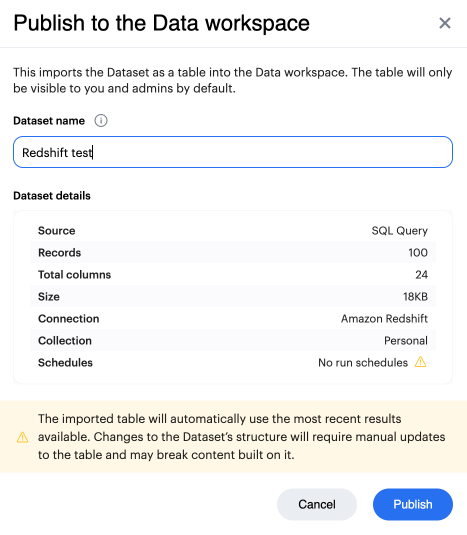 Publish to the Data workspace
This imports the Dataset as a table into the Data workspace. The table will only
be visible to you and admins by default.
Dataset name
Redshift test
Dataset details
Source SQL Query
Records 100
Total columns 24
Size 18KB
Connection Amazon Redshift
Collection Personal
Schedules No run schedules
The imported table will automatically use the most recent results
available. Changes to the Dataset's structure will require manual updates
to the table and may break content built on it.
Cancel Publish